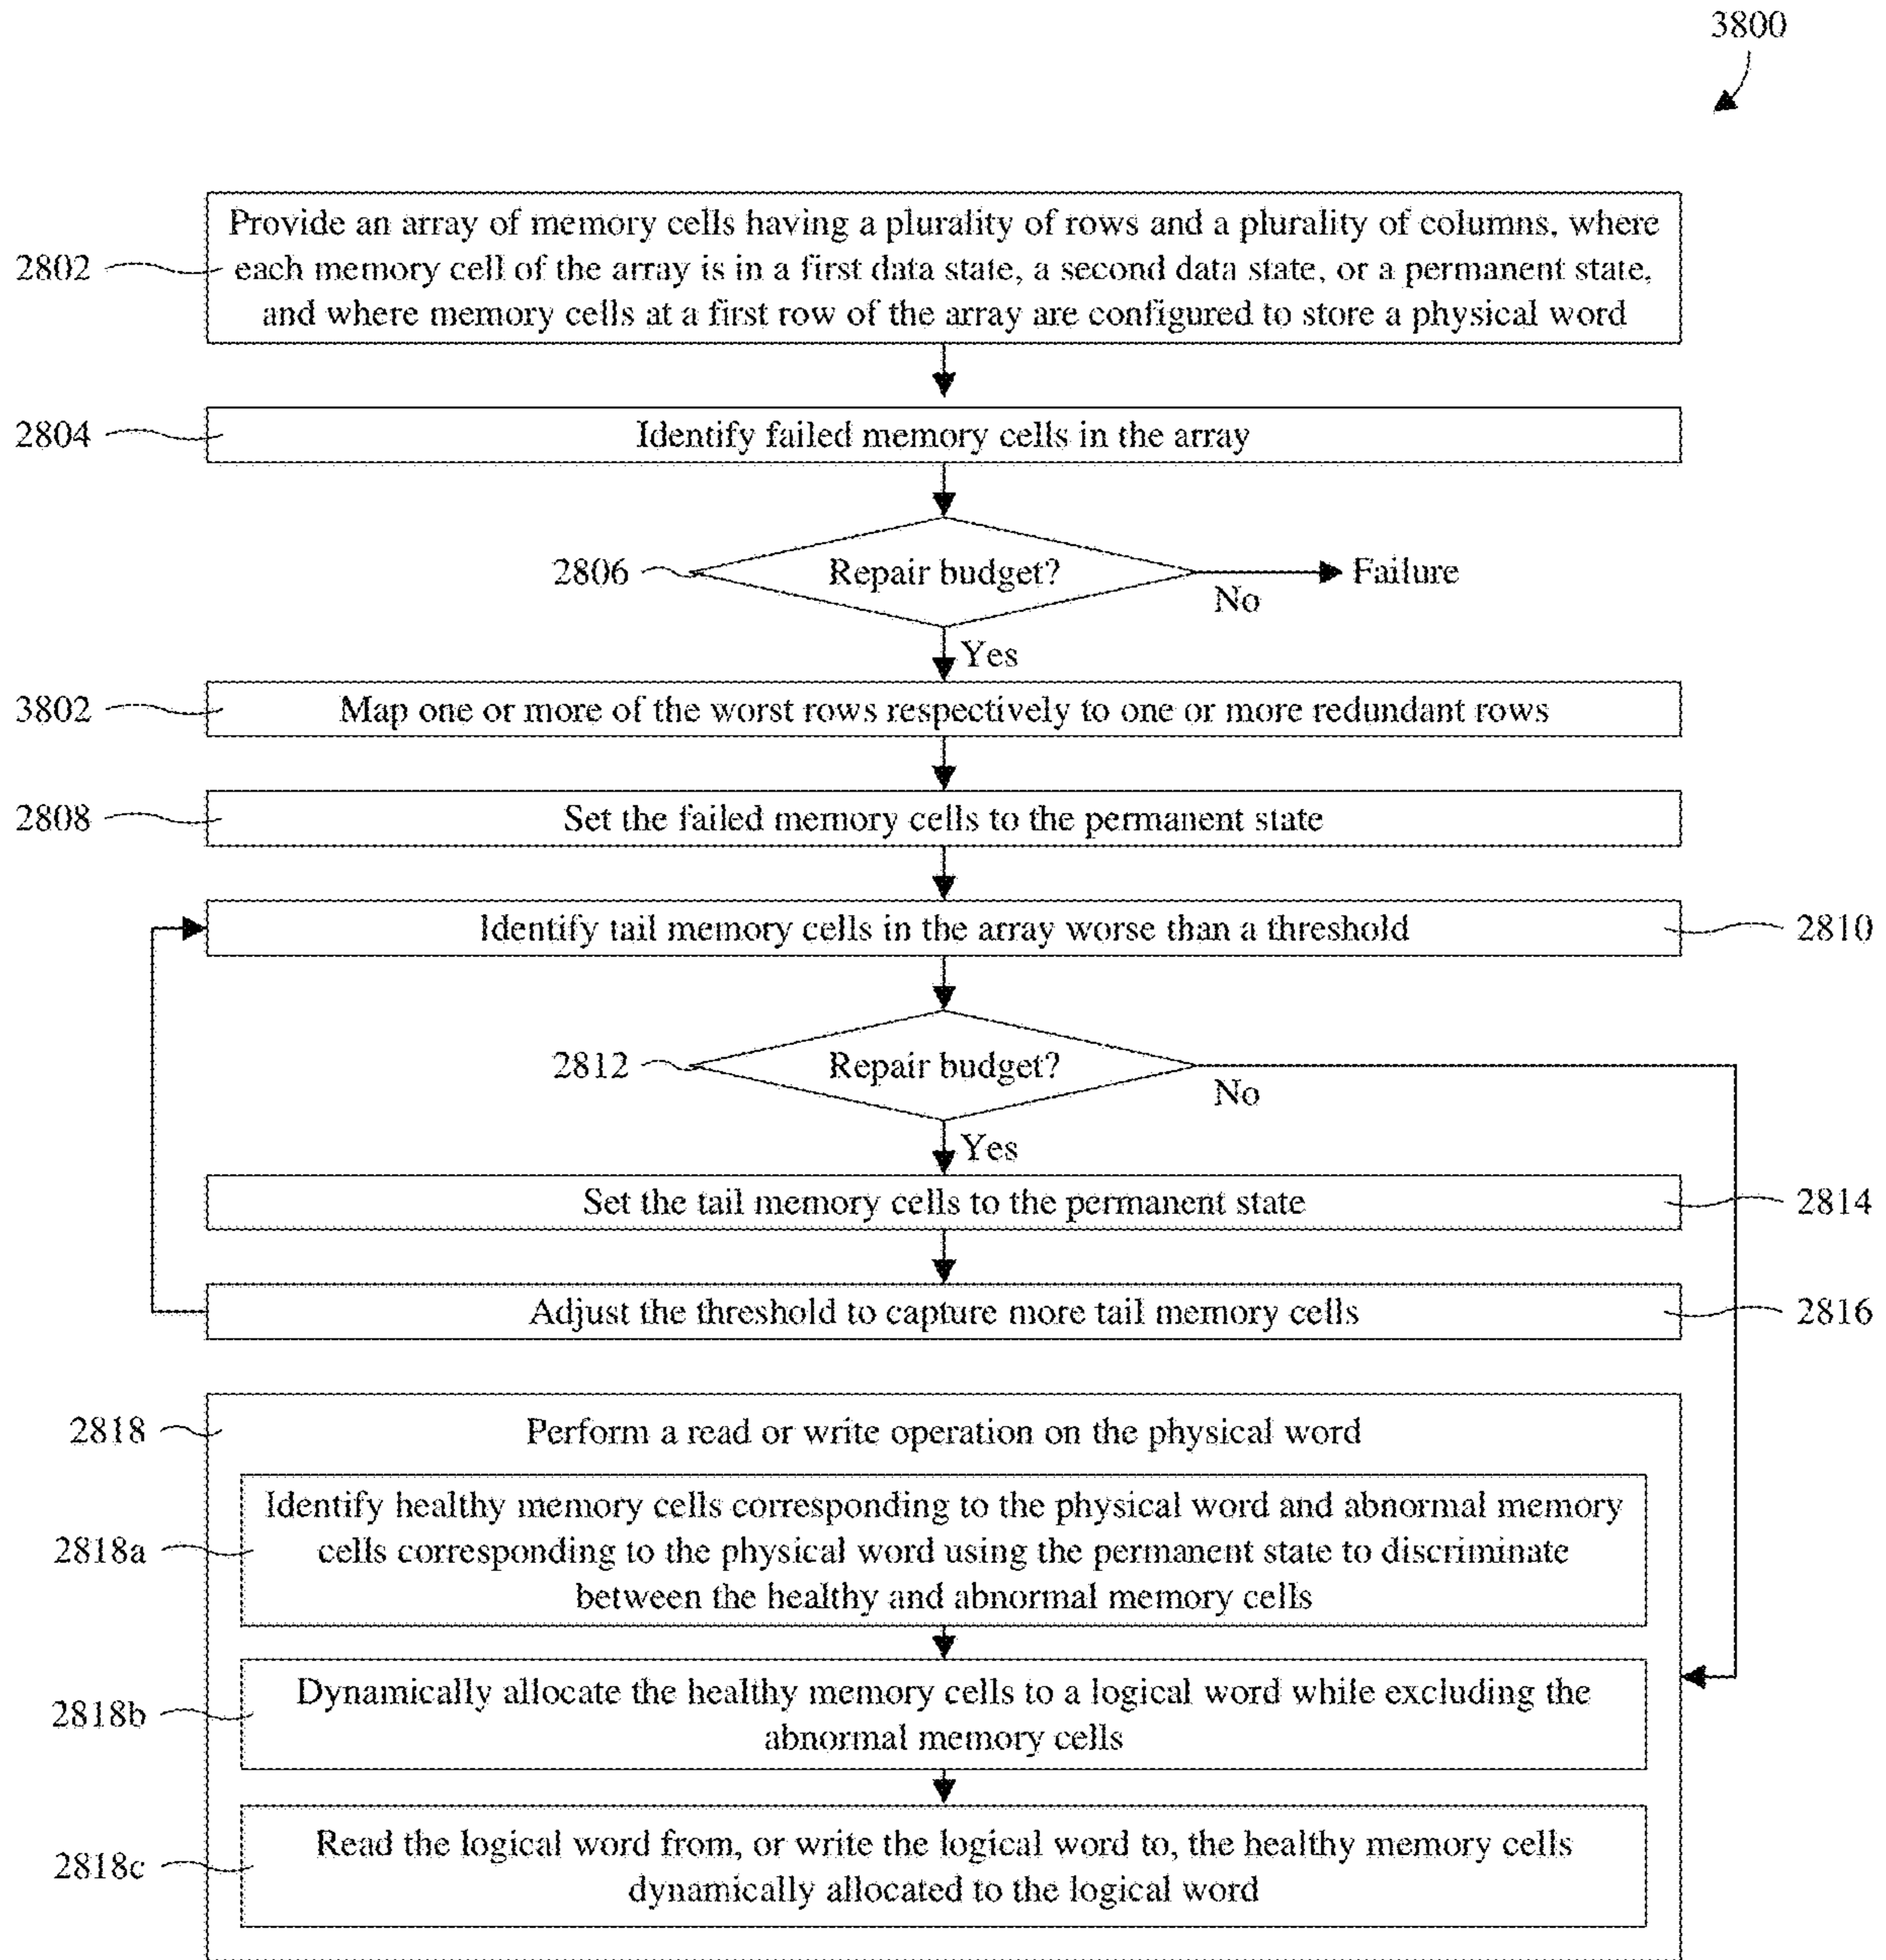 3800
Provide an array of memory cells having a plurality of rows and a plurality of columns, where
2802
each memory cell of the array is in a first data state, a second data state, or a permanent state,
and where memory cells at a first row of the array are configured to store a physical word
2804
Identify failed memory cells in the array
2806
Repair budget?
Failure
No
Yes
3802
Map one or more of the worst rows respectively to one or more redundant rows
2808
Set the failed memory cells to the permanent state
Identify tail memory cells in the array worse than a threshold
2810
2812
Repair budget?
No
Yes
Set the tail memory cells to the permanent state
2814
Adjust the threshold to capture more tail memory cells
2816
2818
Perform a read or write operation on the physical word
Identify healthy memory cells corresponding to the physical word and abnormal memory
2818a
cells corresponding to the physical word using the permanent state to discriminate
between the healthy and abnormal memory cells
2818b
Dynamically allocate the healthy memory cells to a logical word while excluding the
abnormal memory cells
2818c
Read the logical word from, or write the logical word to, the healthy memory cells
dynamically allocated to the logical word